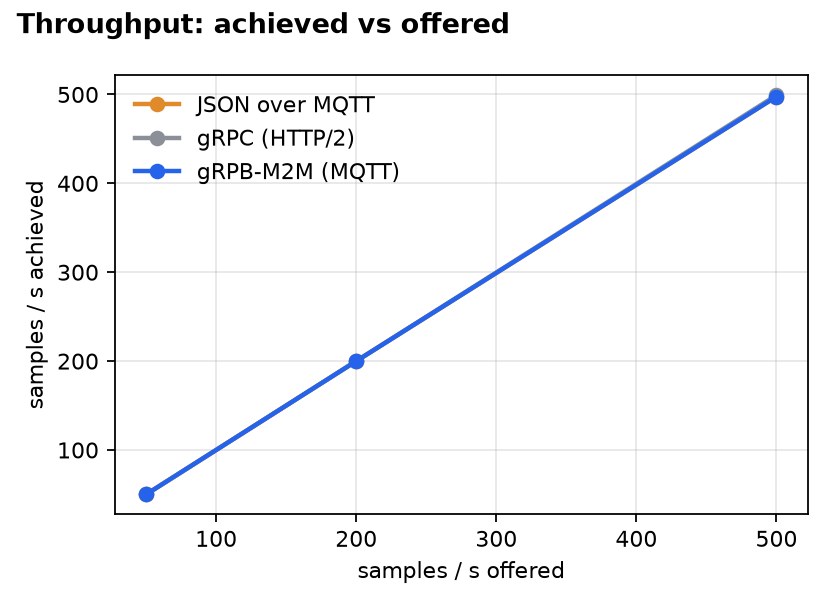 Throughput: achieved vs offered
500
400
300
200
100
samples / s achieved
JSON over MQTT
gRPC (HTTP/2)
gRPB-M2M (MQTT)
100
200
300
400
500
samples / s offered